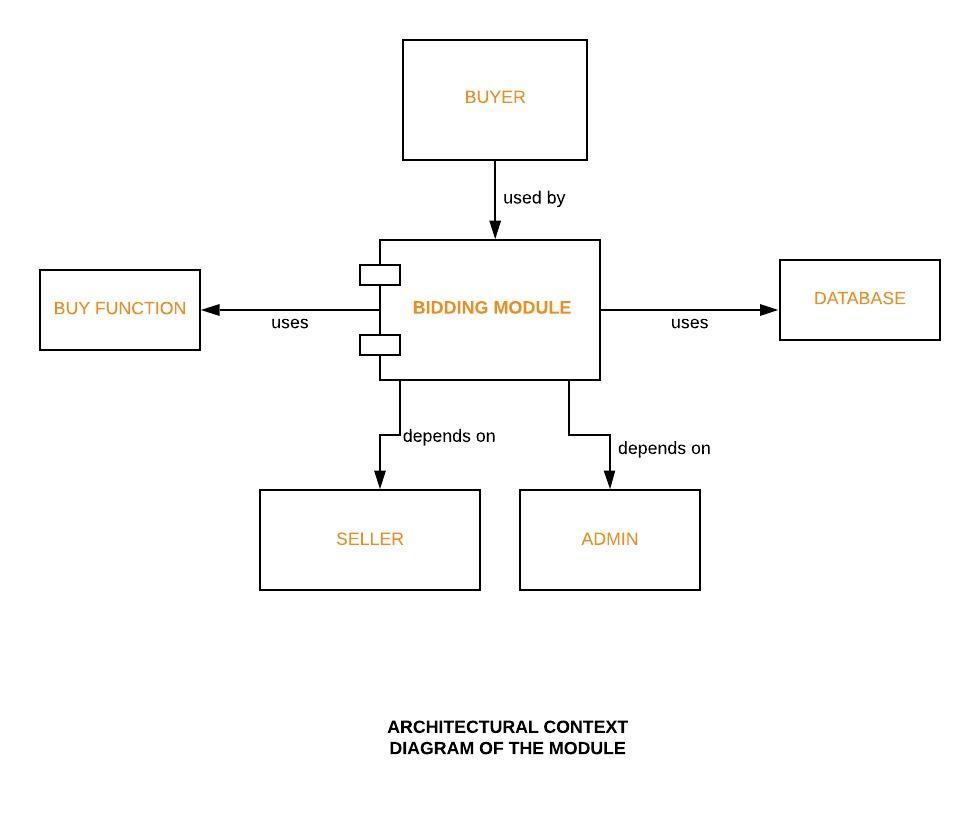 BUYER
used by
BUY FUNCTION
uses
BIDDING MODULE
uses
DATABASE
depends on
depends on
SELLER
ADMIN
ARCHITECTURAL CONTEXT
DIAGRAM OF THE MODULE